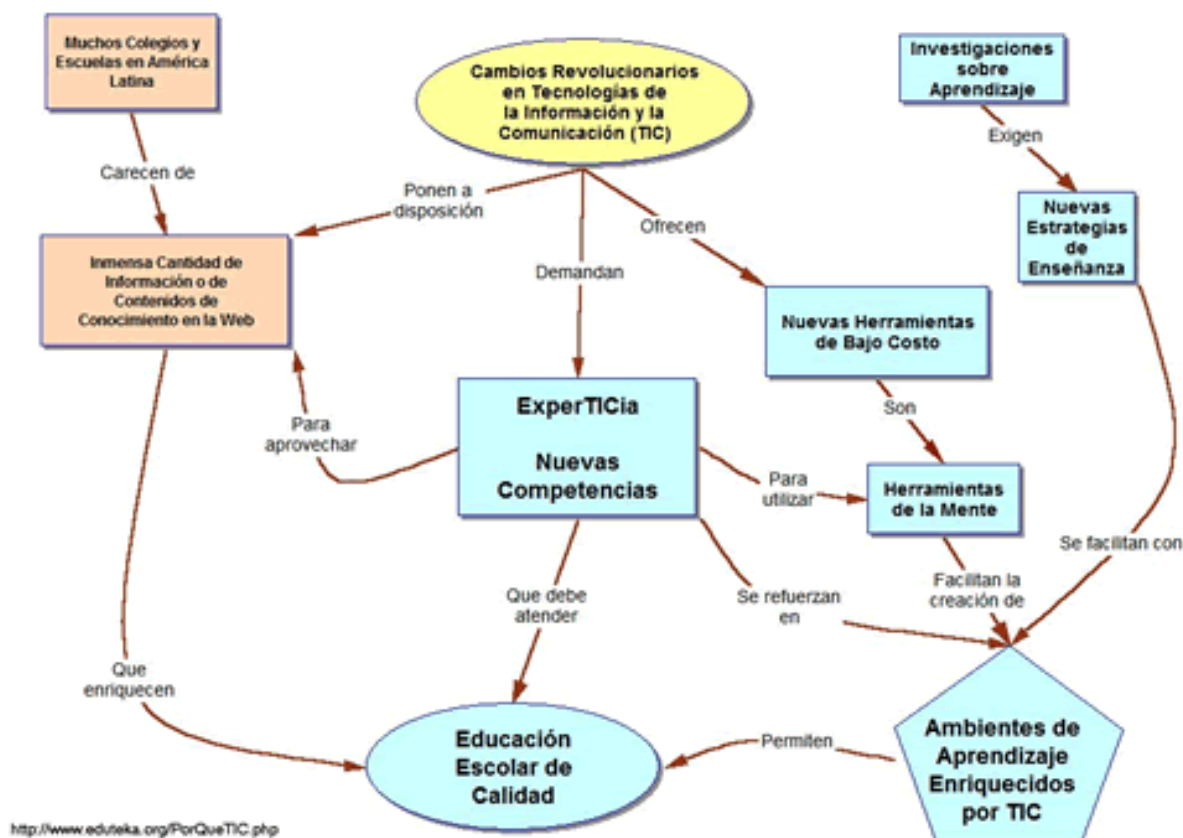 Muchos Colegios y
Escuelas en América
Latina
Cambios Revolucionarios
en Tecnologías de
la Información y la
Comunicación (TIC)
Investigaciones
sobre
Aprendizaje
Carecen de
Ponen a
disposición
Demandan
Ofrecen
Exigen
Inmensa Cantidad de
Información o de
Contenidos de
Conocimiento en la Web
Nuevas
Estrategias
de
Enseñanza
Nuevas Herramientas
de Bajo Costo
ExperTICia
Nuevas
Competencias
Para
aprovechar
Son
Para
utilizar
Herramientas
de la Mente
Se facilitan con
Que debe
atender
Se refuerzan
en
Facilitan la
creación de
Que
enriquecen
Educación
Escolar de
Calidad
Permiten
Ambientes de
Aprendizaje
Enriquecidos
por TIC
http://www.eduteka.org/PorQueTIC.php